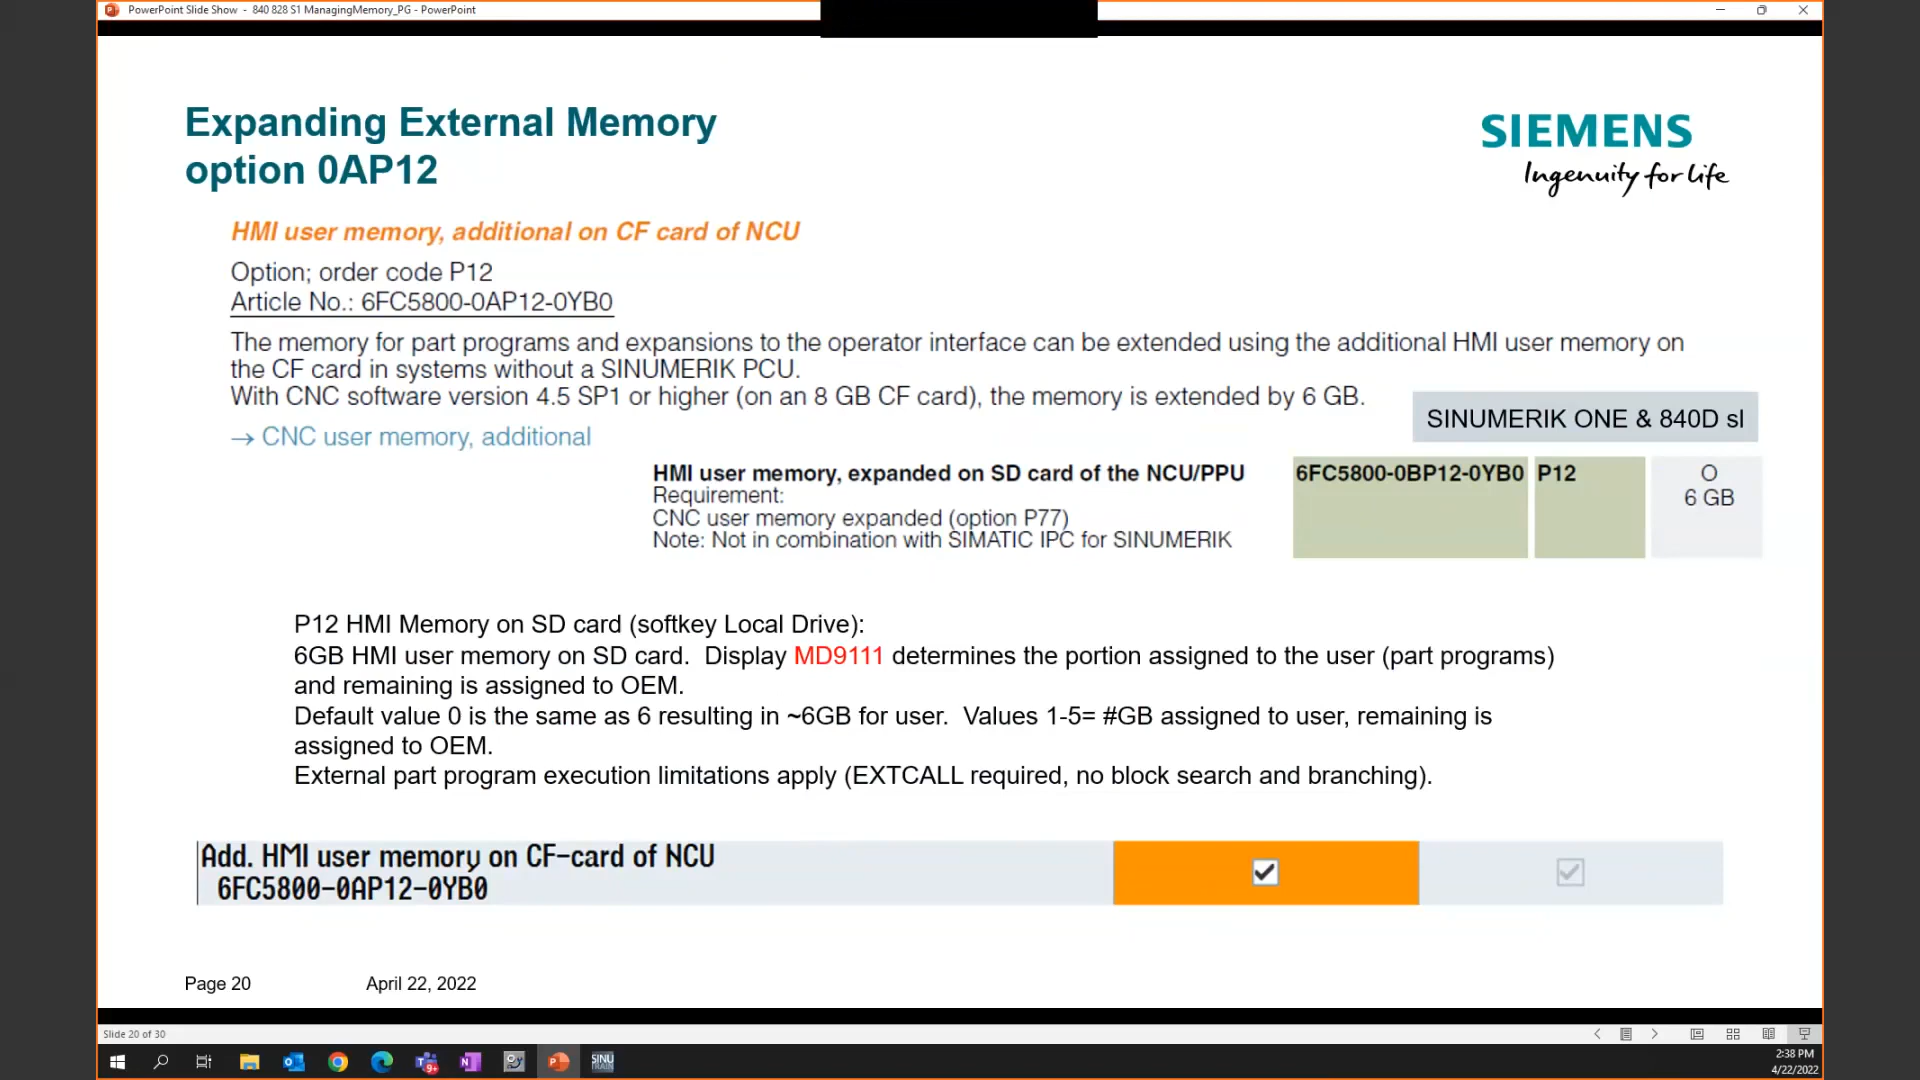 PowerPoint Slide Show - 840 828 S1 ManagingMemory_PG - PowerPoint
Expanding External Memory
option 0AP12
SIEMENS
Ingenuity for life
HMI user memory, additional on CF card of NCU
Option; order code P12
Article No.: 6FC5800-0AP12-0YB0
The memory for part programs and expansions to the operator interface can be extended using the additional HMI user memory on
the CF card in systems without a SINUMERIK PCU.
With CNC software version 4.5 SP1 or higher (on an 8 GB CF card), the memory is extended by 6 GB.
SINUMERIK ONE & 840D sl
→ CNC user memory, additional
HMI user memory, expanded on SD card of the NCU/PPU 6FC5800-0BP12-0YB0 P12 O
Requirement: 6 GB
CNC user memory expanded (option P77)
Note: Not in combination with SIMATIC IPC for SINUMERIK
P12 HMI Memory on SD card (softkey Local Drive):
6GB HMI user memory on SD card.  Display MD9111 determines the portion assigned to the user (part programs)
and remaining is assigned to OEM.
Default value 0 is the same as 6 resulting in ~6GB for user.  Values 1-5= #GB assigned to user, remaining is
assigned to OEM.
External part program execution limitations apply (EXTCALL required, no block search and branching).
Add. HMI user memory on CF-card of NCU
6FC5800-0AP12-0YB0
Page 20 April 22, 2022
Slide 20 of 30
SINU
TRAIN
9+
2:38 PM
4/22/2022